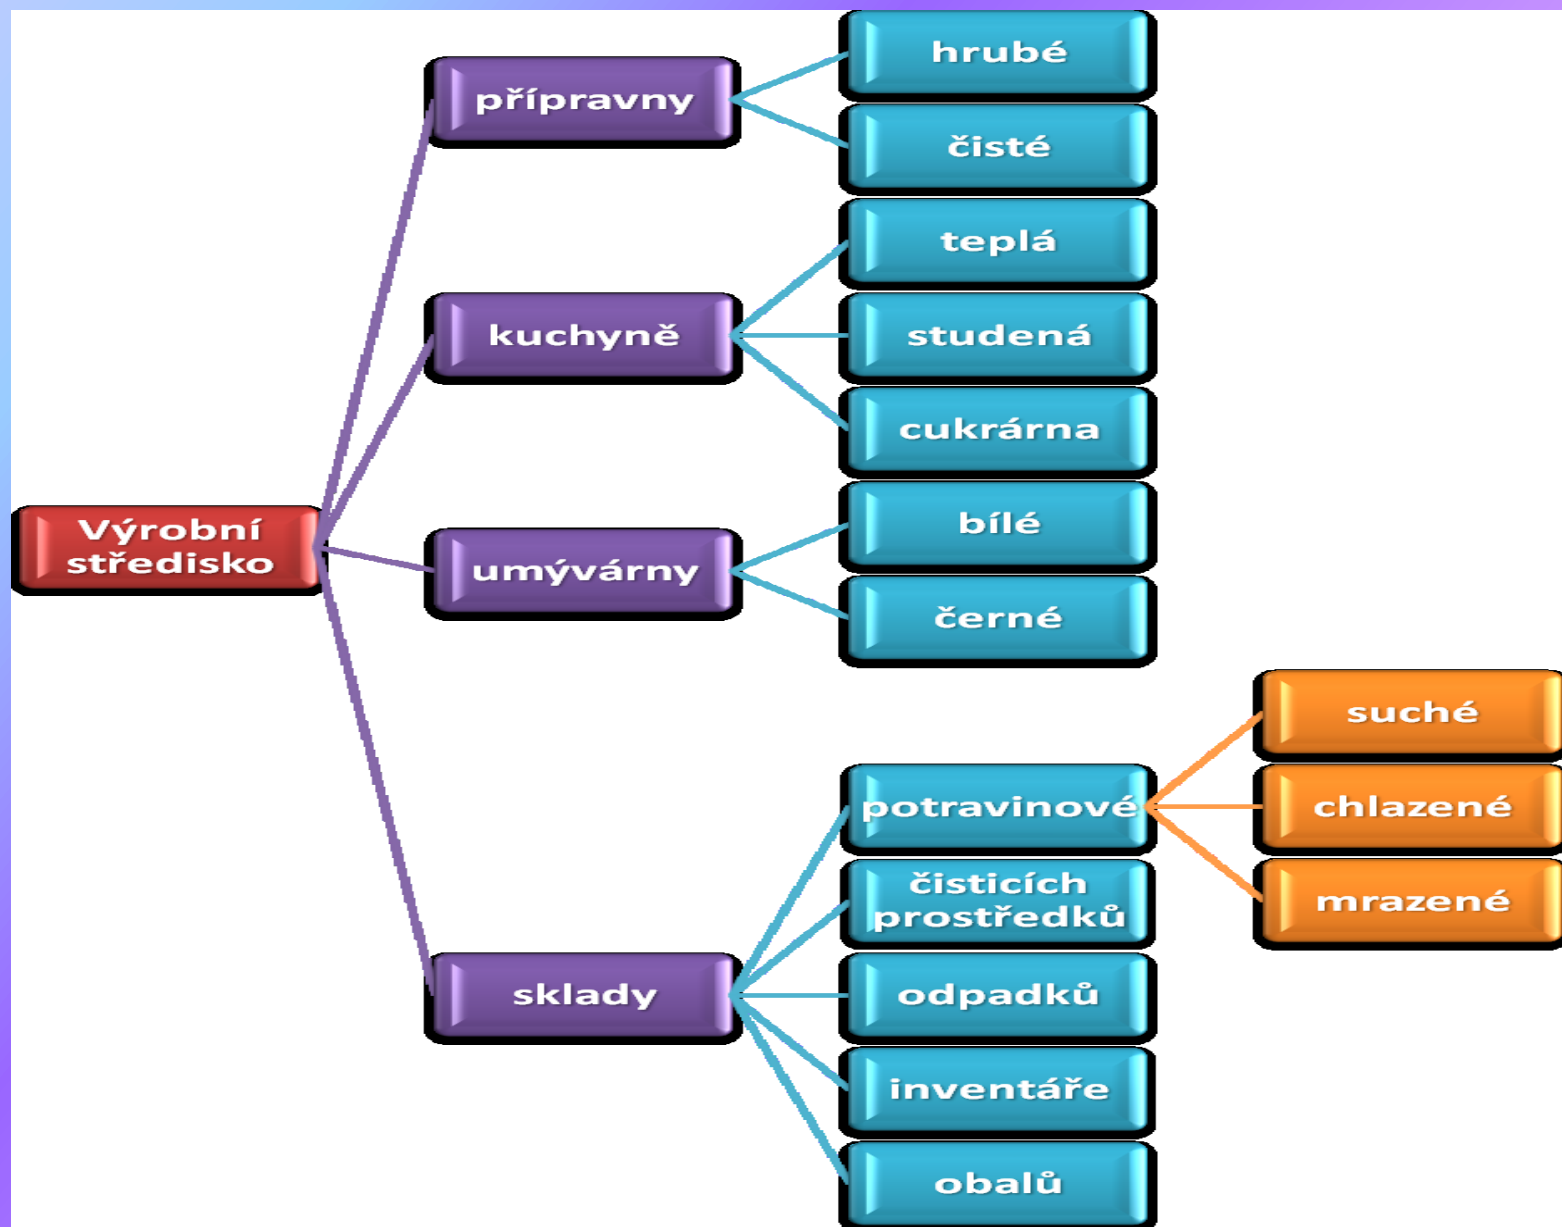 Výrobní
středisko
přípravny
hrubé
čisté
kuchyně
teplá
studená
cukrárna
umývárny
bílé
černé
sklady
potravinové
suché
chlazené
mrazené
čisticích
prostředků
odpadků
inventáře
obalů